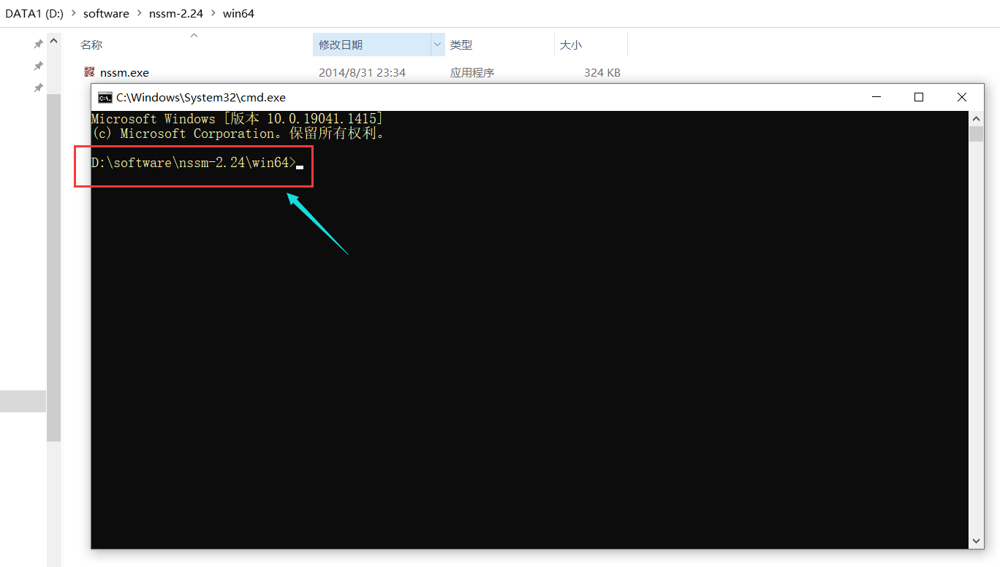 DATA1 (D:) > software > nssm-2.24 > win64
名称 修改日期 类型 大小
nssm.exe 2014/8/31 23:34 应用程序 324 KB
C:\Windows\System32\cmd.exe
Microsoft Windows [版本 10.0.19041.1415]
(c) Microsoft Corporation。保留所有权利。
D:\software\nssm-2.24\win64>